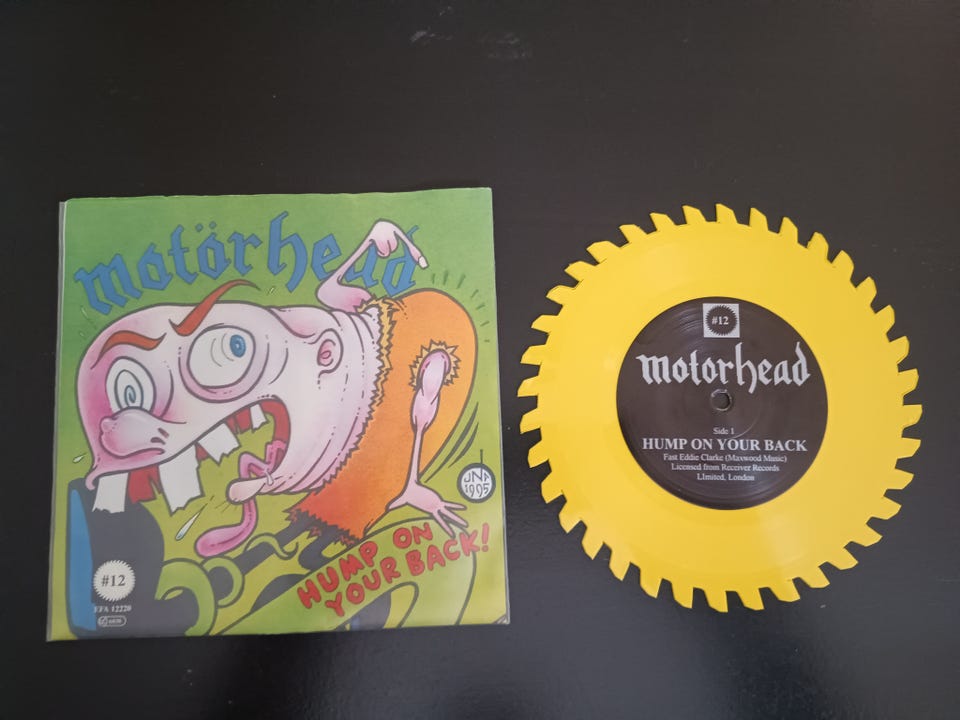 motörhead
JNP
1995
HUMP ON
YOUR BACK!
#12
EFA 12220
#12
motorhead
Side 1
HUMP ON YOUR BACK
Fast Eddie Clarke (Maxwood Music)
Licensed from Receiver Records
LImited, London